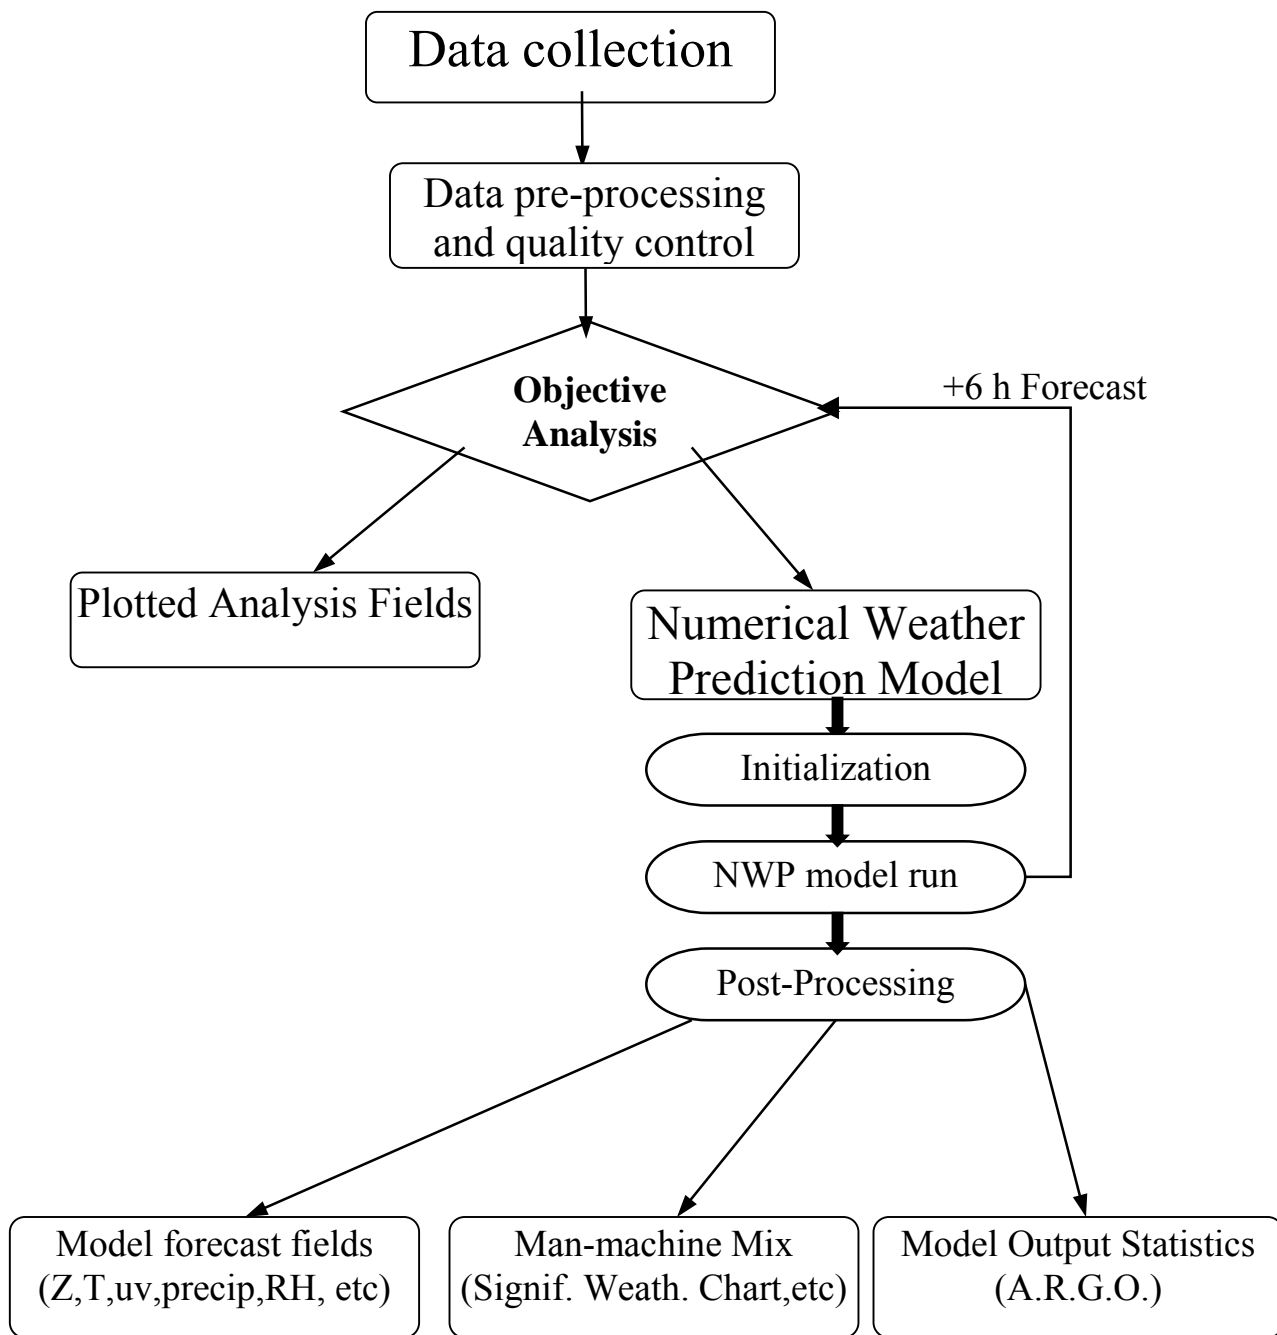 Data collection
Data pre-processing
and quality control
Objective
Analysis
+6 h Forecast
Plotted Analysis Fields
Numerical Weather
Prediction Model
Initialization
NWP model run
Post-Processing
Model forecast fields
(Z,T,uv,precip,RH, etc)
Man-machine Mix
(Signif. Weath. Chart,etc)
Model Output Statistics
(A.R.G.O.)